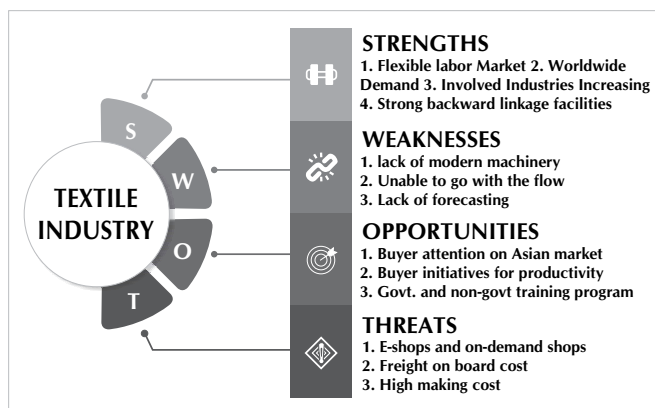 TEXTILE
INDUSTRY
S
W
O
T
STRENGTHS
1. Flexible labor Market 2. Worldwide
Demand 3. Involved Industries Increasing
4. Strong backward linkage facilities
WEAKNESSES
1. lack of modern machinery
2. Unable to go with the flow
3. Lack of forecasting
OPPORTUNITIES
1. Buyer attention on Asian market
2. Buyer initiatives for productivity
3. Govt. and non-govt training program
THREATS
1. E-shops and on-demand shops
2. Freight on board cost
3. High making cost